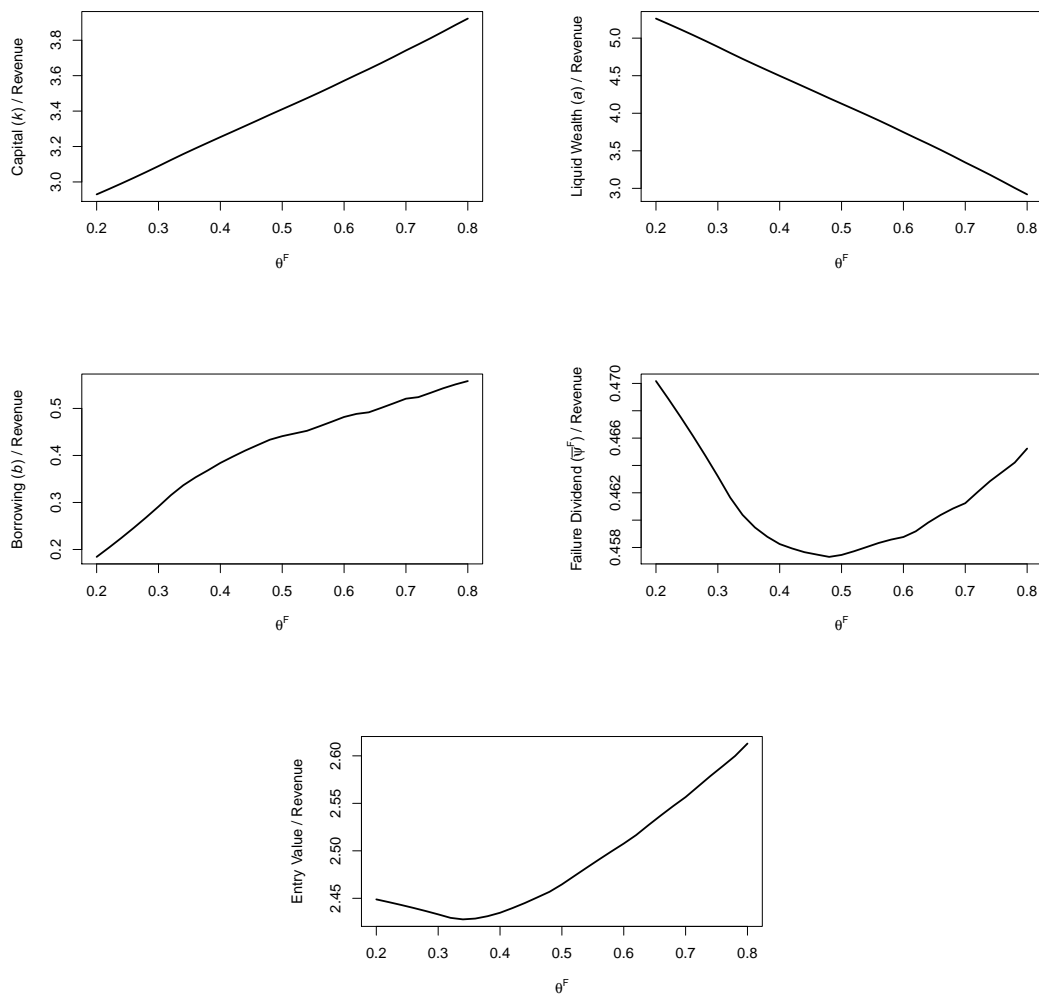 Capital (k) / Revenue
3.0 3.2 3.4 3.6 3.8
0.2 0.3 0.4 0.5 0.6 0.7 0.8
θF
Liquid Wealth (a) / Revenue
3.0 3.5 4.0 4.5 5.0
0.2 0.3 0.4 0.5 0.6 0.7 0.8
θF
Borrowing (b) / Revenue
0.2 0.3 0.4 0.5
0.2 0.3 0.4 0.5 0.6 0.7 0.8
θF
Failure Dividend (ψ̅F) / Revenue
0.458 0.462 0.466 0.470
0.2 0.3 0.4 0.5 0.6 0.7 0.8
θF
Entry Value / Revenue
2.45 2.50 2.55 2.60
0.2 0.3 0.4 0.5 0.6 0.7 0.8
θF